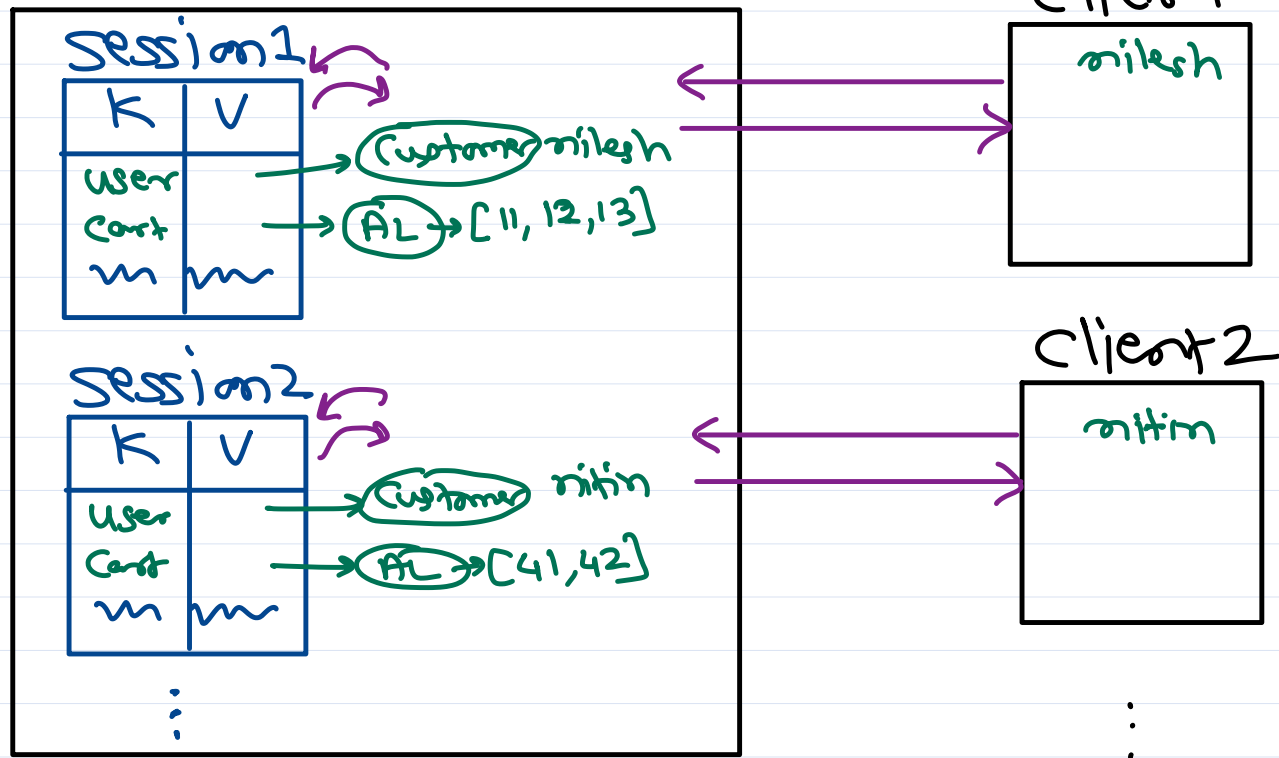 Client1
Session1
nilesh
K V
user → Customer nilesh
Cart → AL → [11, 12, 13]
Client2
Session2
nitin
K V
user → Customer nitin
Cart → AL → [41, 42]